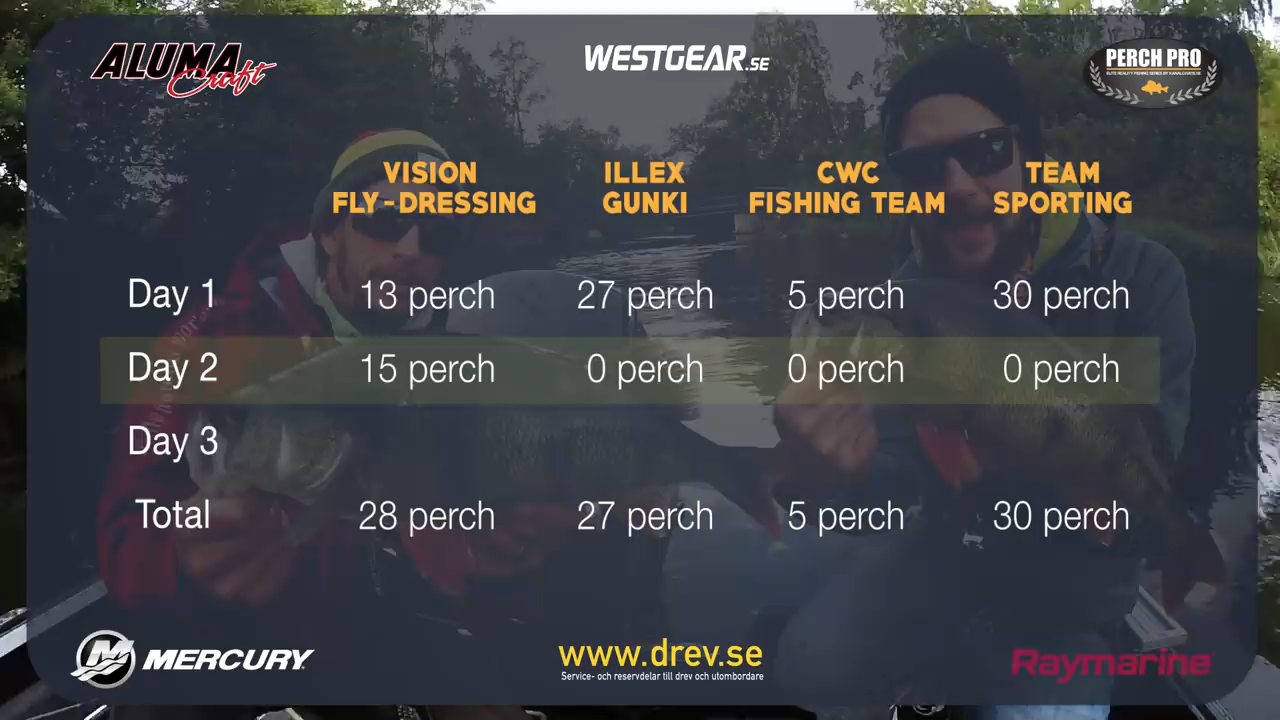 ALUMA
Craft
WESTGEAR.SE
PERCH PRO
VISION
FLY-DRESSING
ILLEX
GUNKI
CWC
FISHING TEAM
TEAM
SPORTING
Day 1 13 perch 27 perch 5 perch 30 perch
Day 2 15 perch 0 perch 0 perch 0 perch
Day 3
Total 28 perch 27 perch 5 perch 30 perch
MERCURY
www.drev.se
Service- och reservdelar till drev och utombordare
Raymarine